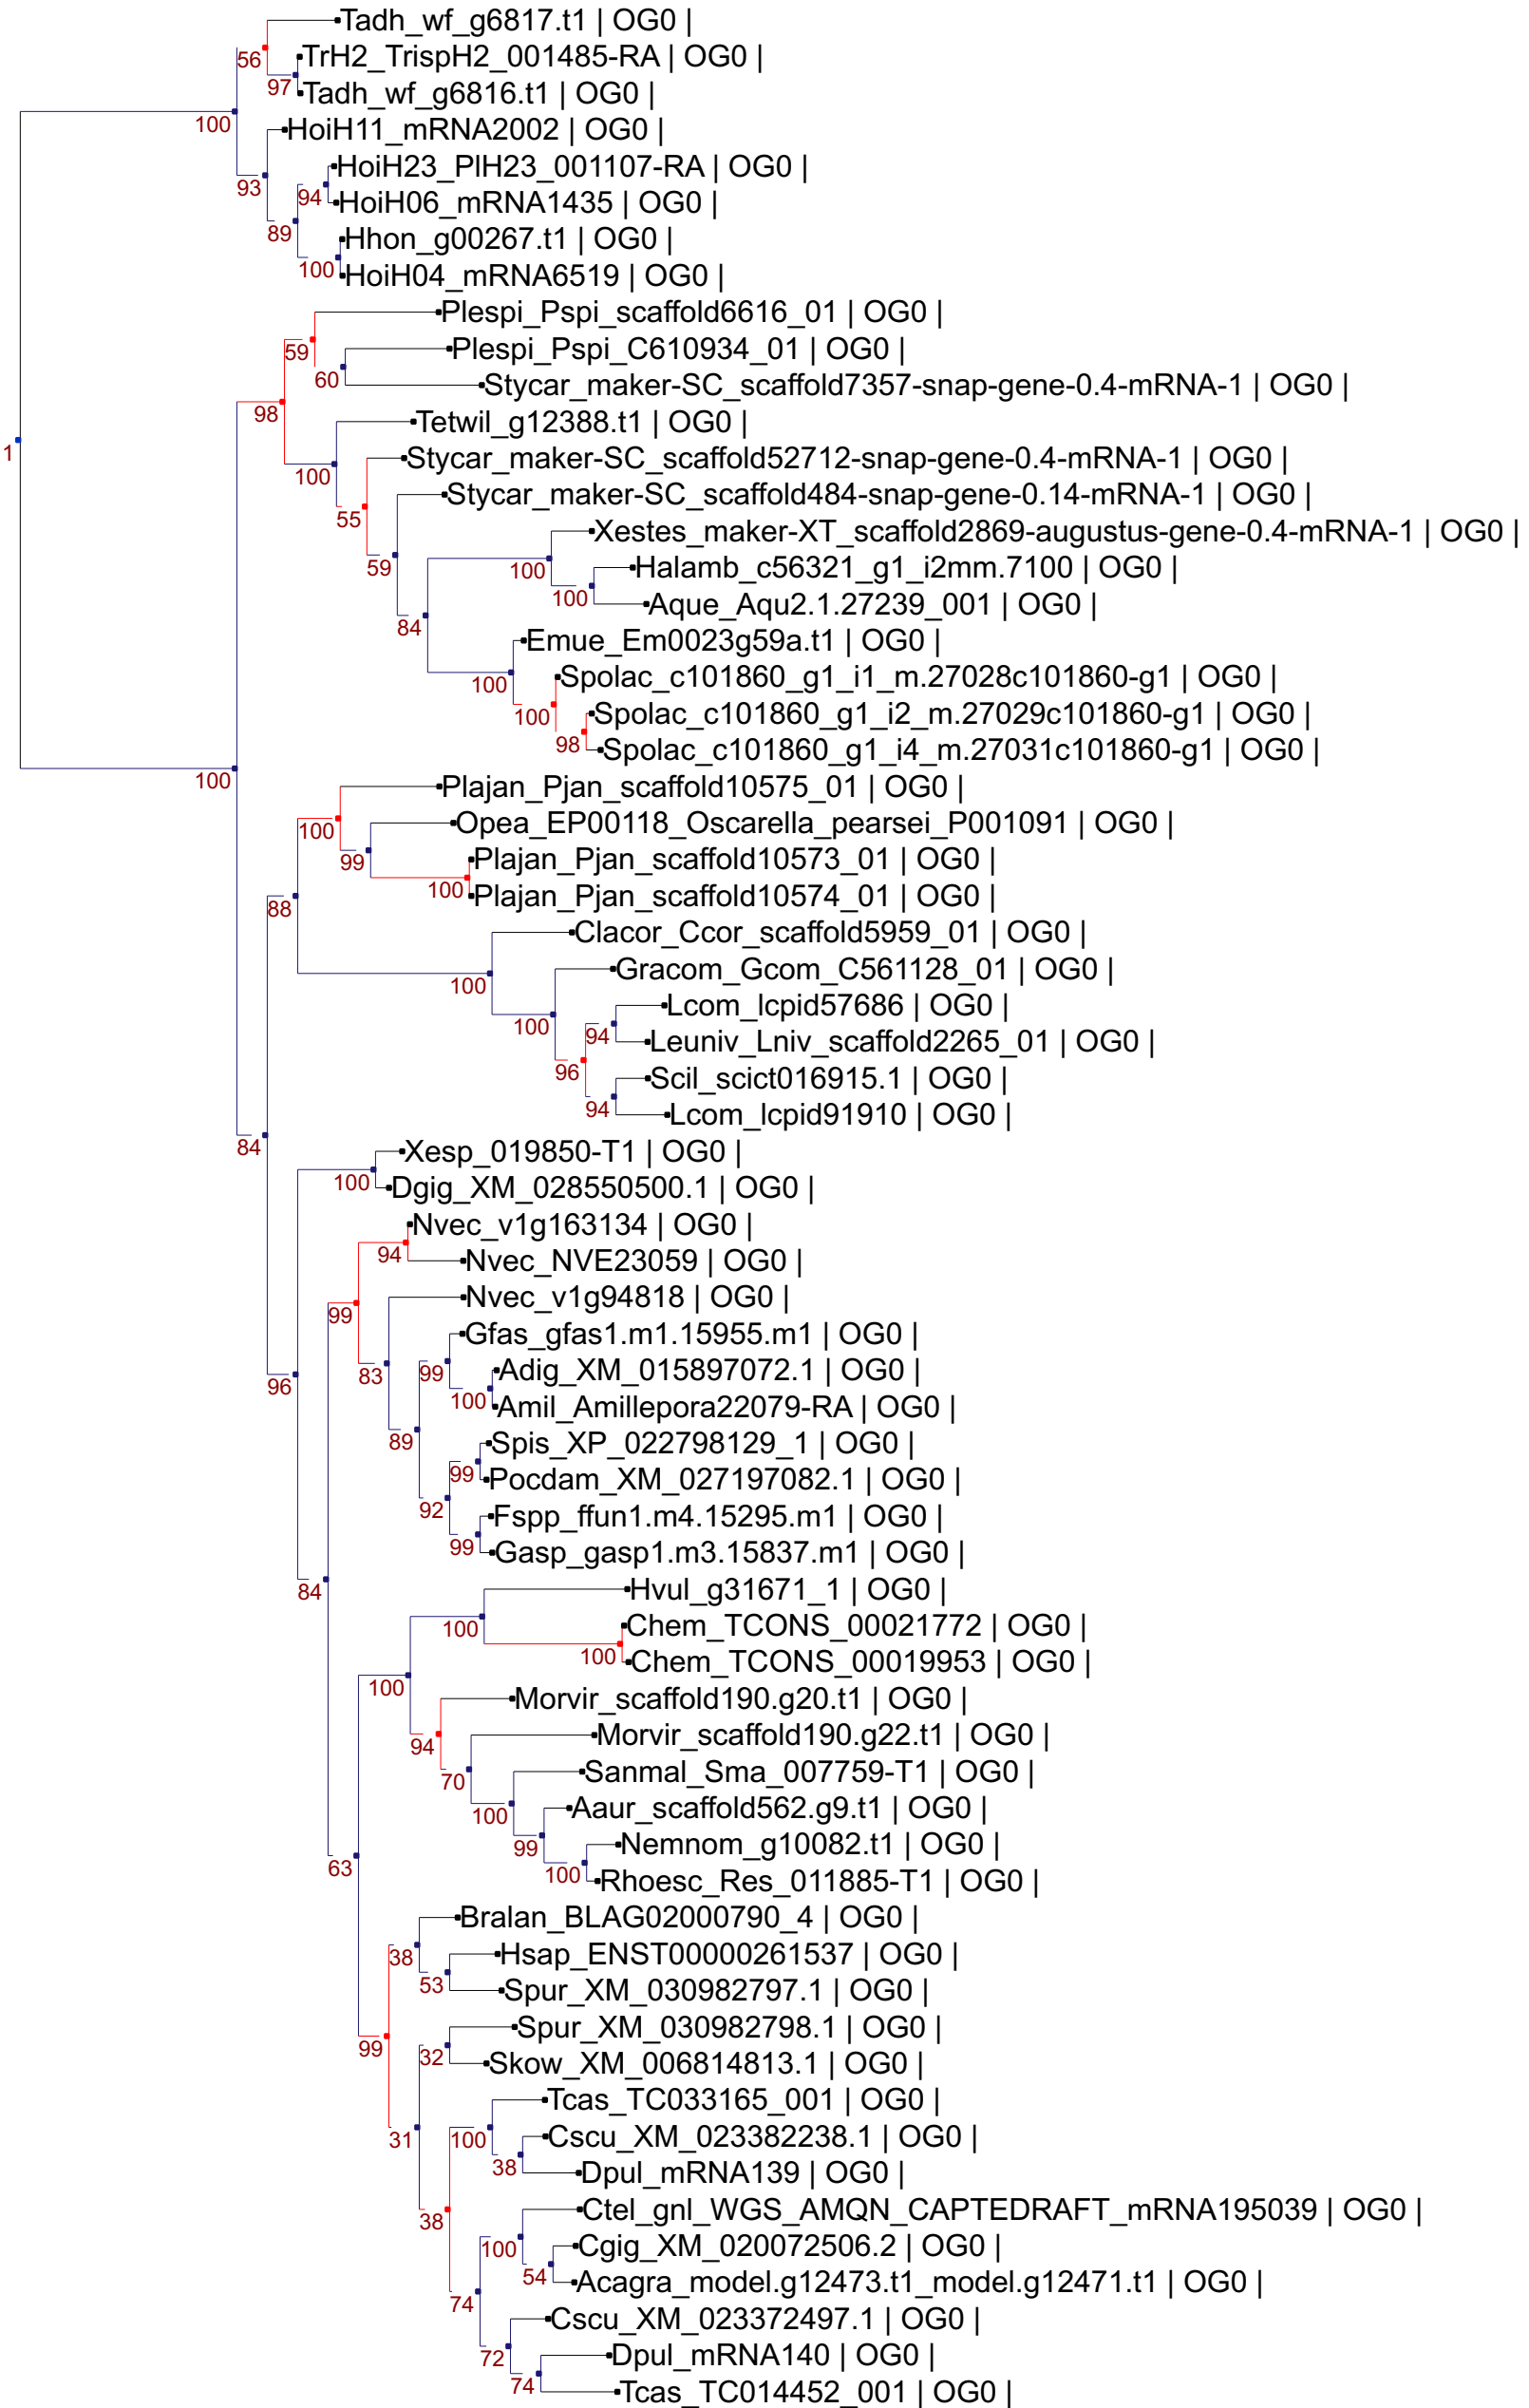 Tadh_wf_g6817.t1 | OG0 |
56
TrH2_TrispH2_001485-RA | OG0 |
97
Tadh_wf_g6816.t1 | OG0 |
100
HoiH11_mRNA2002 | OG0 |
HoiH23_PlH23_001107-RA | OG0 |
93
94
HoiH06_mRNA1435 | OG0 |
89
Hhon_g00267.t1 | OG0 |
100
HoiH04_mRNA6519 | OG0 |
Plespi_Pspi_scaffold6616_01 | OG0 |
59
Plespi_Pspi_C610934_01 | OG0 |
60
Stycar_maker-SC_scaffold7357-snap-gene-0.4-mRNA-1 | OG0 |
98
Tetwil_g12388.t1 | OG0 |
1
Stycar_maker-SC_scaffold52712-snap-gene-0.4-mRNA-1 | OG0 |
100
Stycar_maker-SC_scaffold484-snap-gene-0.14-mRNA-1 | OG0 |
55
Xestes_maker-XT_scaffold2869-augustus-gene-0.4-mRNA-1 | OG0 |
59
100
Halamb_c56321_g1_i2mm.7100 | OG0 |
100
Aque_Aqu2.1.27239_001 | OG0 |
84
Emue_Em0023g59a.t1 | OG0 |
Spolac_c101860_g1_i1_m.27028c101860-g1 | OG0 |
100
Spolac_c101860_g1_i2_m.27029c101860-g1 | OG0 |
100
98
Spolac_c101860_g1_i4_m.27031c101860-g1 | OG0 |
100
Plajan_Pjan_scaffold10575_01 | OG0 |
Opea_EP00118_Oscarella_pearsei_P001091 | OG0 |
100
Plajan_Pjan_scaffold10573_01 | OG0 |
99
100
Plajan_Pjan_scaffold10574_01 | OG0 |
88
Clacor_Ccor_scaffold5959_01 | OG0 |
Gracom_Gcom_C561128_01 | OG0 |
100
Lcom_lcpid57686 | OG0 |
100
94
Leuniv_Lniv_scaffold2265_01 | OG0 |
96
Scil_scict016915.1 | OG0 |
94
Lcom_lcpid91910 | OG0 |
84
Xesp_019850-T1 | OG0 |
100
Dgig_XM_028550500.1 | OG0 |
Nvec_v1g163134 | OG0 |
94
Nvec_NVE23059 | OG0 |
Nvec_v1g94818 | OG0 |
99
Gfas_gfas1.m1.15955.m1 | OG0 |
Adig_XM_015897072.1 | OG0 |
96
83
99
100
Amil_Amillepora22079-RA | OG0 |
89
Spis_XP_022798129_1 | OG0 |
99
Pocdam_XM_027197082.1 | OG0 |
92
Fspp_ffun1.m4.15295.m1 | OG0 |
99
Gasp_gasp1.m3.15837.m1 | OG0 |
84
Hvul_g31671_1 | OG0 |
100
Chem_TCONS_00021772 | OG0 |
100
Chem_TCONS_00019953 | OG0 |
100
Morvir_scaffold190.g20.t1 | OG0 |
94
Morvir_scaffold190.g22.t1 | OG0 |
70
Sanmal_Sma_007759-T1 | OG0 |
100
Aaur_scaffold562.g9.t1 | OG0 |
99
Nemnom_g10082.t1 | OG0 |
63
100
Rhoesc_Res_011885-T1 | OG0 |
Bralan_BLAG02000790_4 | OG0 |
38
Hsap_ENST00000261537 | OG0 |
53
Spur_XM_030982797.1 | OG0 |
Spur_XM_030982798.1 | OG0 |
99
32
Skow_XM_006814813.1 | OG0 |
Tcas_TC033165_001 | OG0 |
31
100
Cscu_XM_023382238.1 | OG0 |
38
Dpul_mRNA139 | OG0 |
38
Ctel_gnl_WGS_AMQN_CAPTEDRAFT_mRNA195039 | OG0 |
100
Cgig_XM_020072506.2 | OG0 |
54
Acagra_model.g12473.t1_model.g12471.t1 | OG0 |
74
Cscu_XM_023372497.1 | OG0 |
72
Dpul_mRNA140 | OG0 |
74
Tcas_TC014452_001 | OG0 |